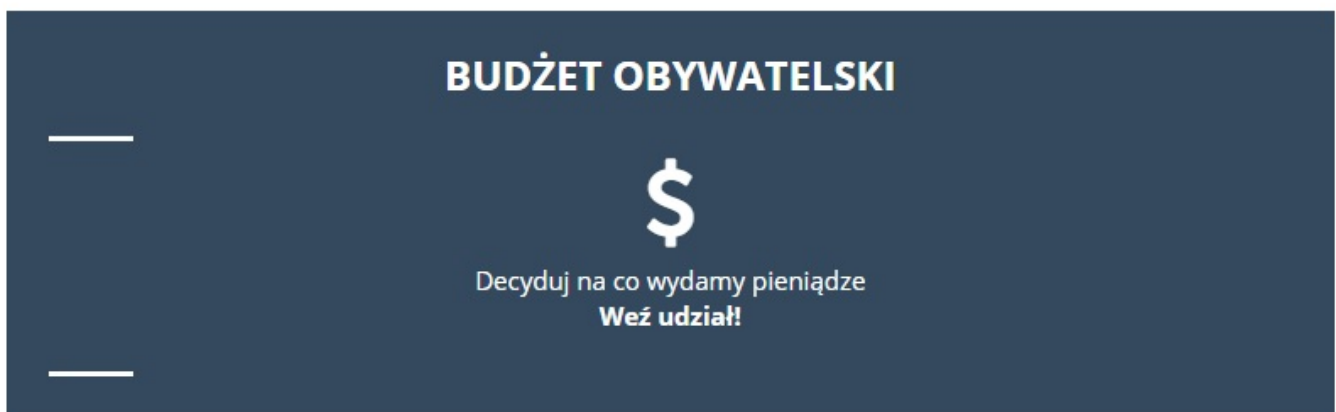 BUDŻET OBYWATELSKI
$
Decyduj na co wydamy pieniądze
Weź udział!